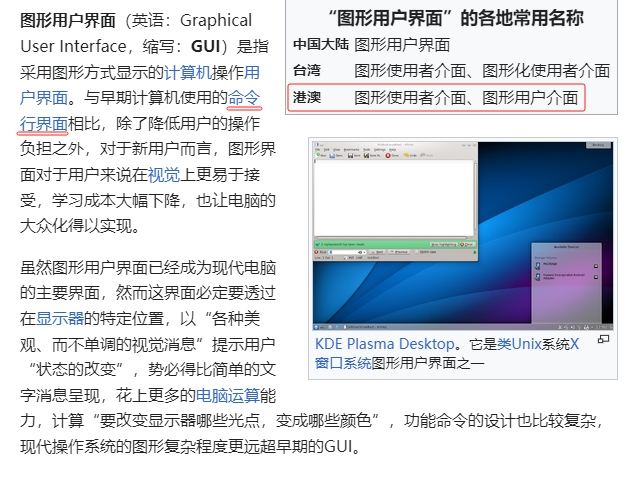 图形用户界面（英语：Graphical
User Interface，缩写：GUI）是指
采用图形方式显示的计算机操作用
户界面。与早期计算机使用的命令
行界面相比，除了降低用户的操作
负担之外，对于新用户而言，图形界
面对于用户来说在视觉上更易于接
受，学习成本大幅下降，也让电脑的
大众化得以实现。
虽然图形用户界面已经成为现代电脑
的主要界面，然而这界面必定要透过
在显示器的特定位置，以“各种美
观、而不单调的视觉消息”提示用户
“状态的改变”，势必得比简单的文
字消息呈现，花上更多的电脑运算能
力，计算“要改变显示器哪些光点，变成哪些颜色”，功能命令的设计也比较复杂，
现代操作系统的图形复杂程度更远超早期的GUI。
“图形用户界面”的各地常用名称
中国大陆 图形用户界面
台湾 图形使用者介面、图形化使用者介面
港澳 图形使用者介面、图形用户介面
KDE Plasma Desktop。它是类Unix系统X
窗口系统图形用户界面之一